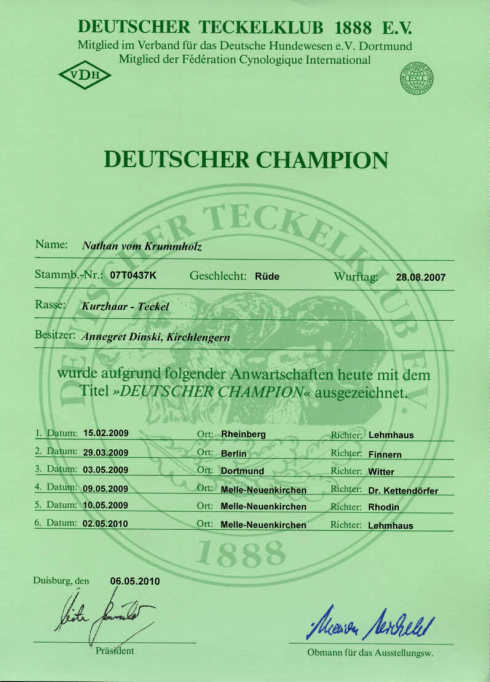 DEUTSCHER TECKELKLUB 1888 E.V.
Mitglied im Verband für das Deutsche Hundewesen e.V. Dortmund
Mitglied der Fédération Cynologique International
VDH
DEUTSCHER CHAMPION
DEUTSCHER TECKELKLUB E.V.
Name: Nathan vom Krummholz
Stammb.-Nr.: 07T0437K Geschlecht: Rüde Wurftag: 28.08.2007
Rasse: Kurzhaar - Teckel
Besitzer: Annegret Dinski, Kirchlengern
wurde aufgrund folgender Anwartschaften heute mit dem
Titel »DEUTSCHER CHAMPION« ausgezeichnet.
1. Datum: 15.02.2009 Ort: Rheinberg Richter: Lehmhaus
2. Datum: 29.03.2009 Ort: Berlin Richter: Finnern
3. Datum: 03.05.2009 Ort: Dortmund Richter: Witter
4. Datum: 09.05.2009 Ort: Melle-Neuenkirchen Richter: Dr. Kettendörfer
5. Datum: 10.05.2009 Ort: Melle-Neuenkirchen Richter: Rhodin
6. Datum: 02.05.2010 Ort: Melle-Neuenkirchen Richter: Lehmhaus
1888
Duisburg, den 06.05.2010
Präsident
Obmann für das Ausstellungsw.